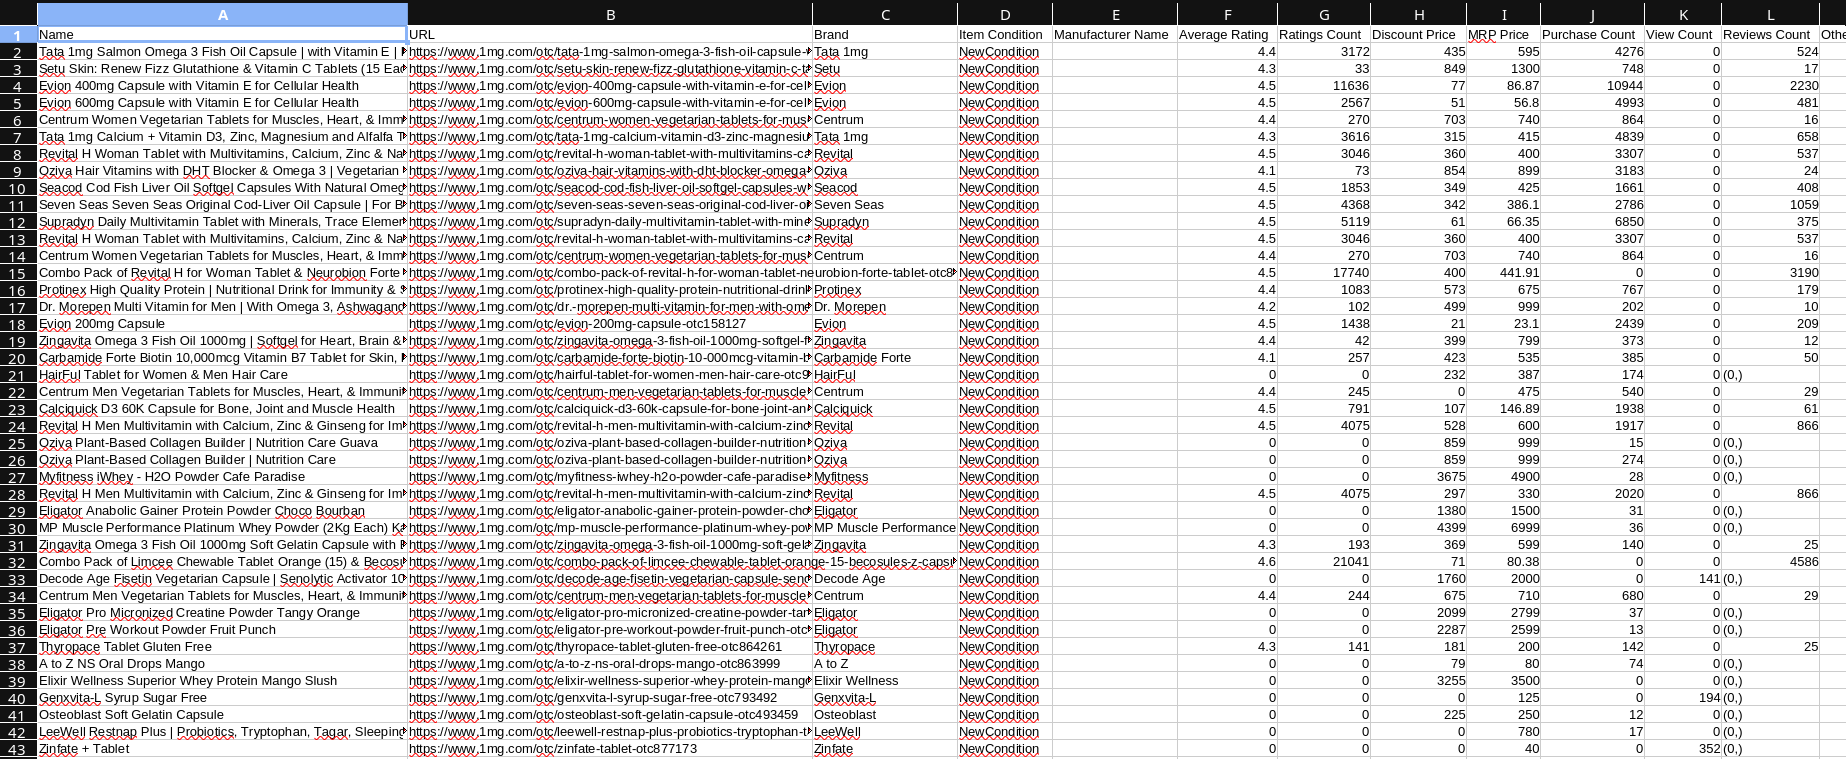 A B C D E F G H I J K L
1 Name URL Brand Item Condition Manufacturer Name Average Rating Ratings Count Discount Price MRP Price Purchase Count View Count Reviews Count Othe
2 Tata 1mg Salmon Omega 3 Fish Oil Capsule | with Vitamin E | https://www.1mg.com/otc/tata-1mg-salmon-omega-3-fish-oil-capsule- Tata 1mg NewCondition 4.4 3172 435 595 4276 0 524
3 Setu Skin: Renew Fizz Glutathione & Vitamin C Tablets (15 Eac https://www.1mg.com/otc/setu-skin-renew-fizz-glutathione-vitamin-c-t Setu NewCondition 4.3 33 849 1300 748 0 17
4 Evion 400mg Capsule with Vitamin E for Cellular Health https://www.1mg.com/otc/evion-400mg-capsule-with-vitamin-e-for-cel Evion NewCondition 4.5 11636 77 86.87 10944 0 2230
5 Evion 600mg Capsule with Vitamin E for Cellular Health https://www.1mg.com/otc/evion-600mg-capsule-with-vitamin-e-for-cel Evion NewCondition 4.5 2567 51 56.8 4993 0 481
6 Centrum Women Vegetarian Tablets for Muscles, Heart, & Imm https://www.1mg.com/otc/centrum-women-vegetarian-tablets-for-mus Centrum NewCondition 4.4 270 703 740 864 0 16
7 Tata 1mg Calcium + Vitamin D3, Zinc, Magnesium and Alfalfa T https://www.1mg.com/otc/tata-1mg-calcium-vitamin-d3-zinc-magnesiu Tata 1mg NewCondition 4.3 3616 315 415 4839 0 658
8 Revital H Woman Tablet with Multivitamins, Calcium, Zinc & Na https://www.1mg.com/otc/revital-h-woman-tablet-with-multivitamins-ca Revital NewCondition 4.5 3046 360 400 3307 0 537
9 Oziva Hair Vitamins with DHT Blocker & Omega 3 | Vegetarian https://www.1mg.com/otc/oziva-hair-vitamins-with-dht-blocker-omega Oziva NewCondition 4.1 73 854 899 3183 0 24
10 Seacod Cod Fish Liver Oil Softgel Capsules With Natural Omeg https://www.1mg.com/otc/seacod-cod-fish-liver-oil-softgel-capsules-w Seacod NewCondition 4.5 1853 349 425 1661 0 408
11 Seven Seas Seven Seas Original Cod-Liver Oil Capsule | For B https://www.1mg.com/otc/seven-seas-seven-seas-original-cod-liver-oi Seven Seas NewCondition 4.5 4368 342 386.1 2786 0 1059
12 Supradyn Daily Multivitamin Tablet with Minerals, Trace Elemer https://www.1mg.com/otc/supradyn-daily-multivitamin-tablet-with-mine Supradyn NewCondition 4.5 5119 61 66.35 6850 0 375
13 Revital H Woman Tablet with Multivitamins, Calcium, Zinc & Na https://www.1mg.com/otc/revital-h-woman-tablet-with-multivitamins-ca Revital NewCondition 4.5 3046 360 400 3307 0 537
14 Centrum Women Vegetarian Tablets for Muscles, Heart, & Imm https://www.1mg.com/otc/centrum-women-vegetarian-tablets-for-mus Centrum NewCondition 4.4 270 703 740 864 0 16
15 Combo Pack of Revital H for Woman Tablet & Neurobion Forte https://www.1mg.com/otc/combo-pack-of-revital-h-for-woman-tablet-neurobion-forte-tablet-otc8 NewCondition 4.5 17740 400 441.91 0 0 3190
16 Protinex High Quality Protein | Nutritional Drink for Immunity & https://www.1mg.com/otc/protinex-high-quality-protein-nutritional-drin Protinex NewCondition 4.4 1083 573 675 767 0 179
17 Dr. Morepen Multi Vitamin for Men | With Omega 3, Ashwagand https://www.1mg.com/otc/dr.-morepen-multi-vitamin-for-men-with-ome Dr. Morepen NewCondition 4.2 102 499 999 202 0 10
18 Evion 200mg Capsule https://www.1mg.com/otc/evion-200mg-capsule-otc158127 Evion NewCondition 4.5 1438 21 23.1 2439 0 209
19 Zingavita Omega 3 Fish Oil 1000mg | Softgel for Heart, Brain & https://www.1mg.com/otc/zingavita-omega-3-fish-oil-1000mg-softgel-f Zingavita NewCondition 4.4 42 399 799 373 0 12
20 Carbamide Forte Biotin 10,000mcg Vitamin B7 Tablet for Skin, https://www.1mg.com/otc/carbamide-forte-biotin-10-000mcg-vitamin-b Carbamide Forte NewCondition 4.1 257 423 535 385 0 50
21 HairFul Tablet for Women & Men Hair Care https://www.1mg.com/otc/hairful-tablet-for-women-men-hair-care-otc9 HairFul NewCondition 0 0 232 387 174 0 (0,)
22 Centrum Men Vegetarian Tablets for Muscles, Heart, & Immuni https://www.1mg.com/otc/centrum-men-vegetarian-tablets-for-muscle Centrum NewCondition 4.4 245 0 475 540 0 29
23 Calciquick D3 60K Capsule for Bone, Joint and Muscle Health https://www.1mg.com/otc/calciquick-d3-60k-capsule-for-bone-joint-an Calciquick NewCondition 4.5 791 107 146.89 1938 0 61
24 Revital H Men Multivitamin with Calcium, Zinc & Ginseng for Im https://www.1mg.com/otc/revital-h-men-multivitamin-with-calcium-zinc Revital NewCondition 4.5 4075 528 600 1917 0 866
25 Oziva Plant-Based Collagen Builder | Nutrition Care Guava https://www.1mg.com/otc/oziva-plant-based-collagen-builder-nutrition Oziva NewCondition 0 0 859 999 15 0 (0,)
26 Oziva Plant-Based Collagen Builder | Nutrition Care https://www.1mg.com/otc/oziva-plant-based-collagen-builder-nutrition Oziva NewCondition 0 0 859 999 274 0 (0,)
27 Myfitness iWhey - H2O Powder Cafe Paradise https://www.1mg.com/otc/myfitness-iwhey-h2o-powder-cafe-paradise- Myfitness NewCondition 0 0 3675 4900 28 0 (0,)
28 Revital H Men Multivitamin with Calcium, Zinc & Ginseng for Im https://www.1mg.com/otc/revital-h-men-multivitamin-with-calcium-zinc Revital NewCondition 4.5 4075 297 330 2020 0 866
29 Eligator Anabolic Gainer Protein Powder Choco Bourban https://www.1mg.com/otc/eligator-anabolic-gainer-protein-powder-cho Eligator NewCondition 0 0 1380 1500 31 0 (0,)
30 MP Muscle Performance Platinum Whey Powder (2Kg Each) K https://www.1mg.com/otc/mp-muscle-performance-platinum-whey-pow MP Muscle Performance NewCondition 0 0 4399 6999 36 0 (0,)
31 Zingavita Omega 3 Fish Oil 1000mg Soft Gelatin Capsule with https://www.1mg.com/otc/zingavita-omega-3-fish-oil-1000mg-soft-gela Zingavita NewCondition 4.3 193 369 599 140 0 25
32 Combo Pack of Limcee Chewable Tablet Orange (15) & Becos https://www.1mg.com/otc/combo-pack-of-limcee-chewable-tablet-orange-15-becosules-z-caps NewCondition 4.6 21041 71 80.38 0 0 4586
33 Decode Age Fisetin Vegetarian Capsule | Senolytic Activator 10 https://www.1mg.com/otc/decode-age-fisetin-vegetarian-capsule-seno Decode Age NewCondition 0 0 1760 2000 0 141 (0,)
34 Centrum Women Vegetarian Tablets for Muscles, Heart, & Immuni https://www.1mg.com/otc/centrum-men-vegetarian-tablets-for-muscle Centrum NewCondition 4.4 244 675 710 680 0 29
35 Eligator Pro Micronized Creatine Powder Tangy Orange https://www.1mg.com/otc/eligator-pro-micronized-creatine-powder-tan Eligator NewCondition 0 0 2099 2799 37 0 (0,)
36 Eligator Pre Workout Powder Fruit Punch https://www.1mg.com/otc/eligator-pre-workout-powder-fruit-punch-otc Eligator NewCondition 0 0 2287 2599 13 0 (0,)
37 Thyropace Tablet Gluten Free https://www.1mg.com/otc/thyropace-tablet-gluten-free-otc864261 Thyropace NewCondition 4.3 141 181 200 142 0 25
38 A to Z NS Oral Drops Mango https://www.1mg.com/otc/a-to-z-ns-oral-drops-mango-otc863999 A to Z NewCondition 0 0 79 80 74 0 (0,)
39 Elixir Wellness Superior Whey Protein Mango Slush https://www.1mg.com/otc/elixir-wellness-superior-whey-protein-mang Elixir Wellness NewCondition 0 0 3255 3500 0 0 (0,)
40 Genxvita-L Syrup Sugar Free https://www.1mg.com/otc/genxvita-l-syrup-sugar-free-otc793492 Genxvita-L NewCondition 0 0 0 125 0 194 (0,)
41 Osteoblast Soft Gelatin Capsule https://www.1mg.com/otc/osteoblast-soft-gelatin-capsule-otc493459 Osteoblast NewCondition 0 0 225 250 12 0 (0,)
42 LeeWell Restnap Plus | Probiotics, Tryptophan, Tagar, Sleeping https://www.1mg.com/otc/leewell-restnap-plus-probiotics-tryptophan-t LeeWell NewCondition 0 0 0 780 17 0 (0,)
43 Zinfate + Tablet https://www.1mg.com/otc/zinfate-tablet-otc877173 Zinfate NewCondition 0 0 0 40 0 352 (0,)